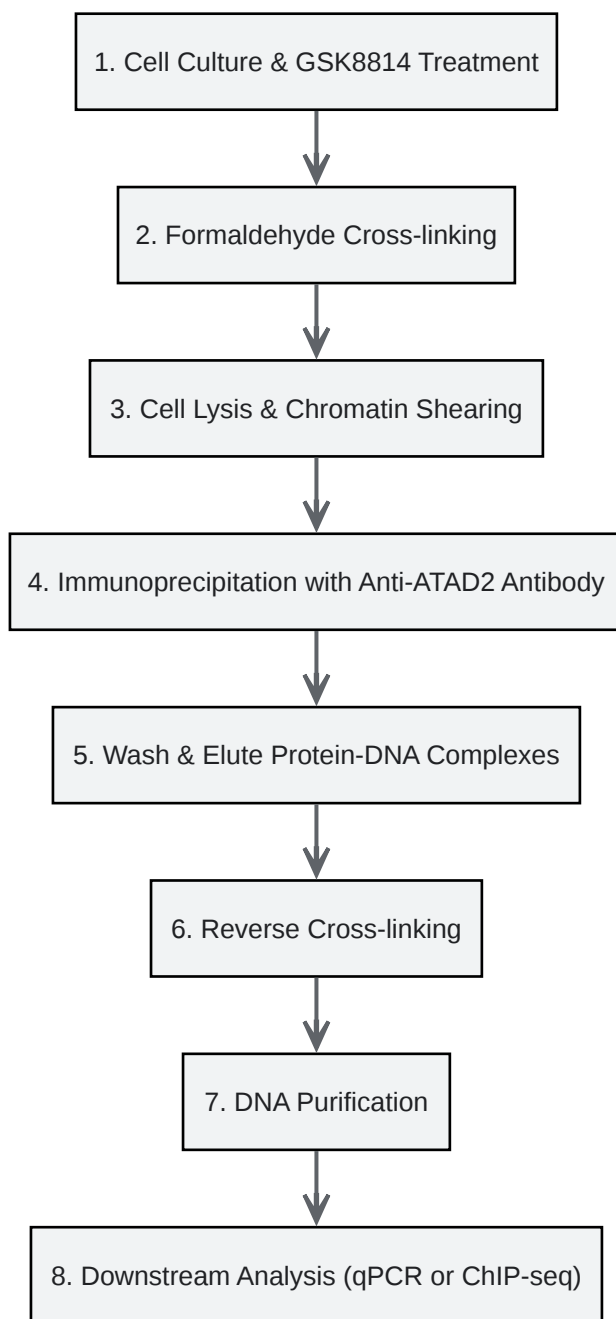 1. Cell Culture & GSK8814 Treatment
2. Formaldehyde Cross-linking
3. Cell Lysis & Chromatin Shearing
4. Immunoprecipitation with Anti-ATAD2 Antibody
5. Wash & Elute Protein-DNA Complexes
6. Reverse Cross-linking
7. DNA Purification
8. Downstream Analysis (qPCR or ChIP-seq)